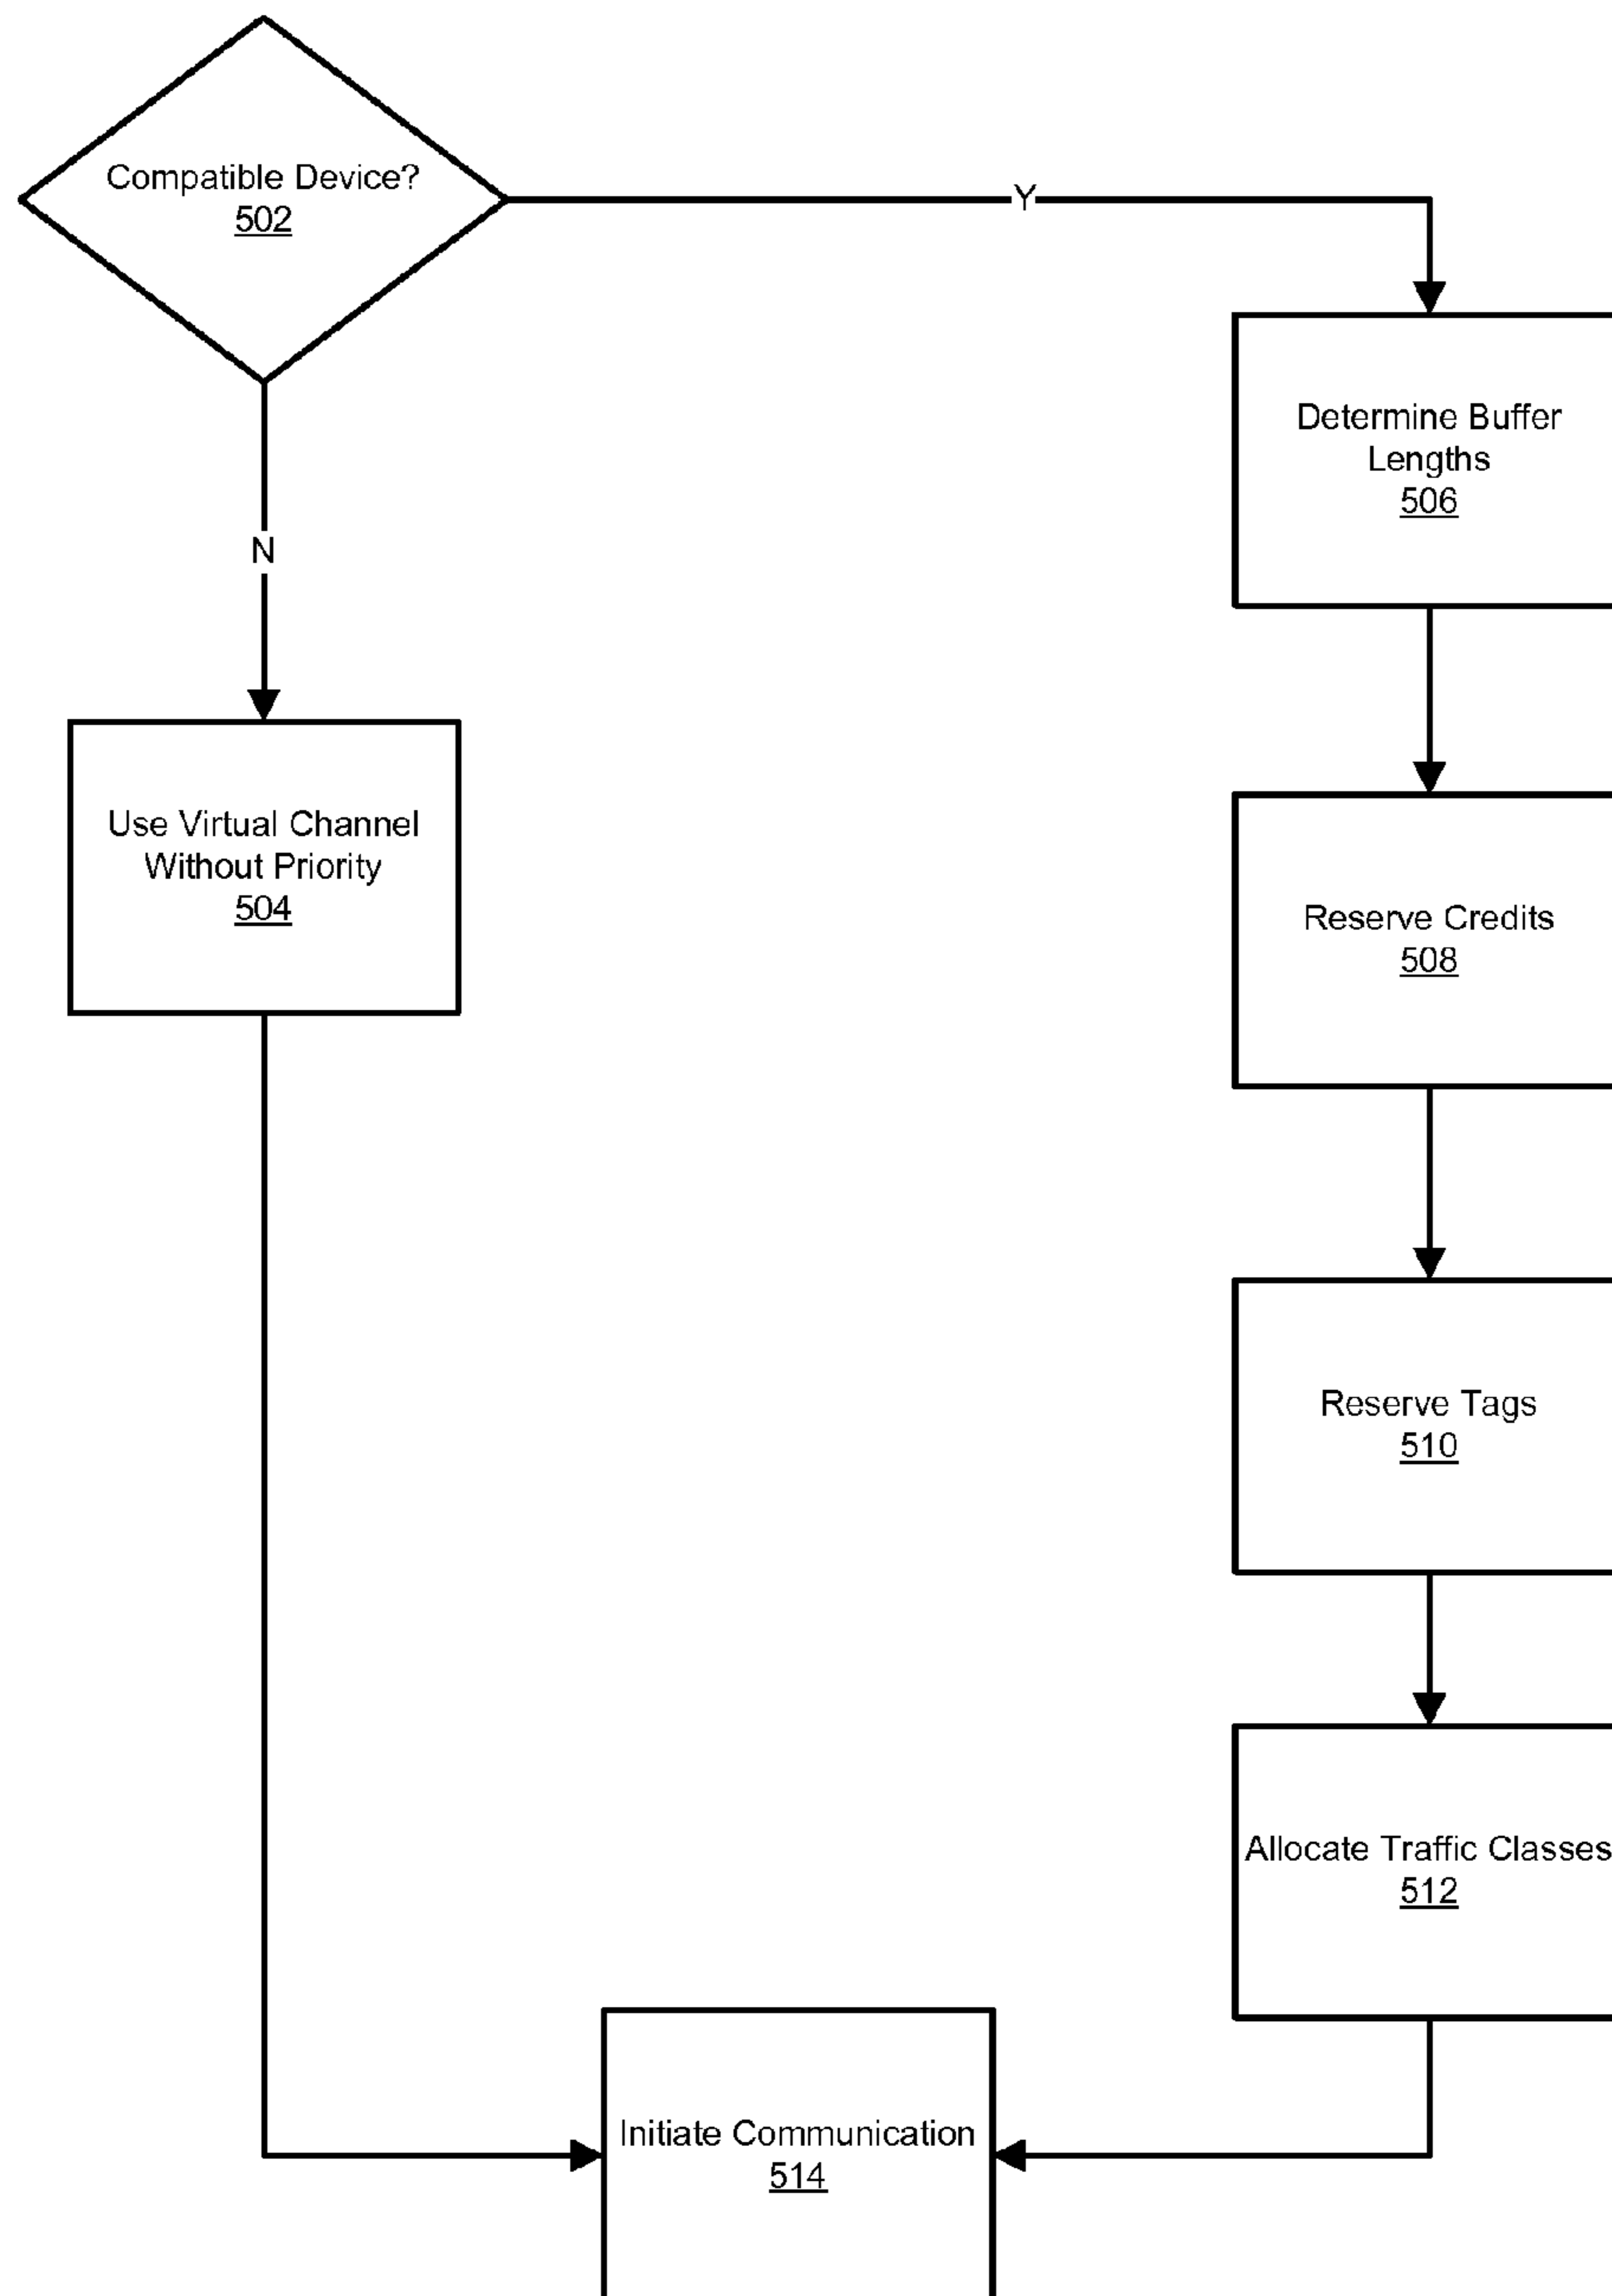 Compatible Device?
502
Y
N
Determine Buffer
Lengths
506
Use Virtual Channel
Without Priority
504
Reserve Credits
508
Reserve Tags
510
Allocate Traffic Classes
512
Initiate Communication
514